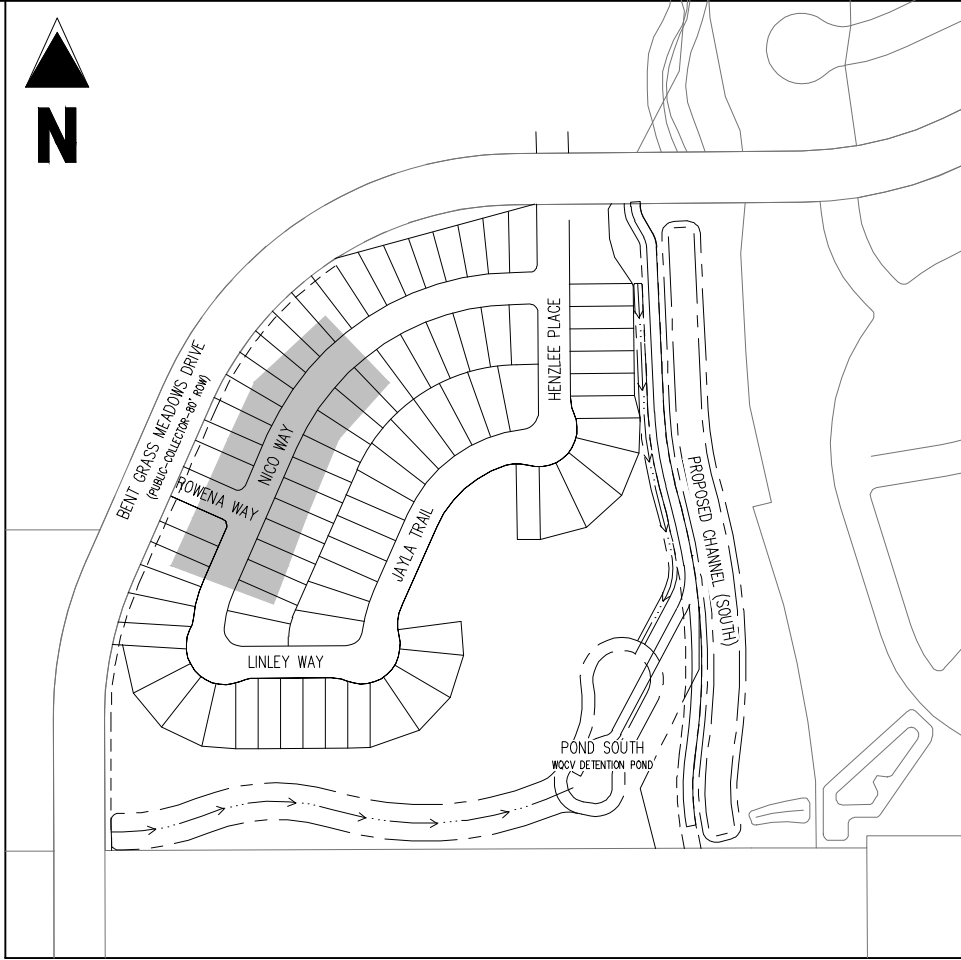 N
HENZLEE PLACE
BENT GRASS MEADOWS DRIVE
(PUBLIC-COLLECTOR-80' ROW)
NICO WAY
ROWENA WAY
JAYLA TRAIL
PROPOSED CHANNEL (SOUTH)
LINLEY WAY
POND SOUTH
WQCV DETENTION POND